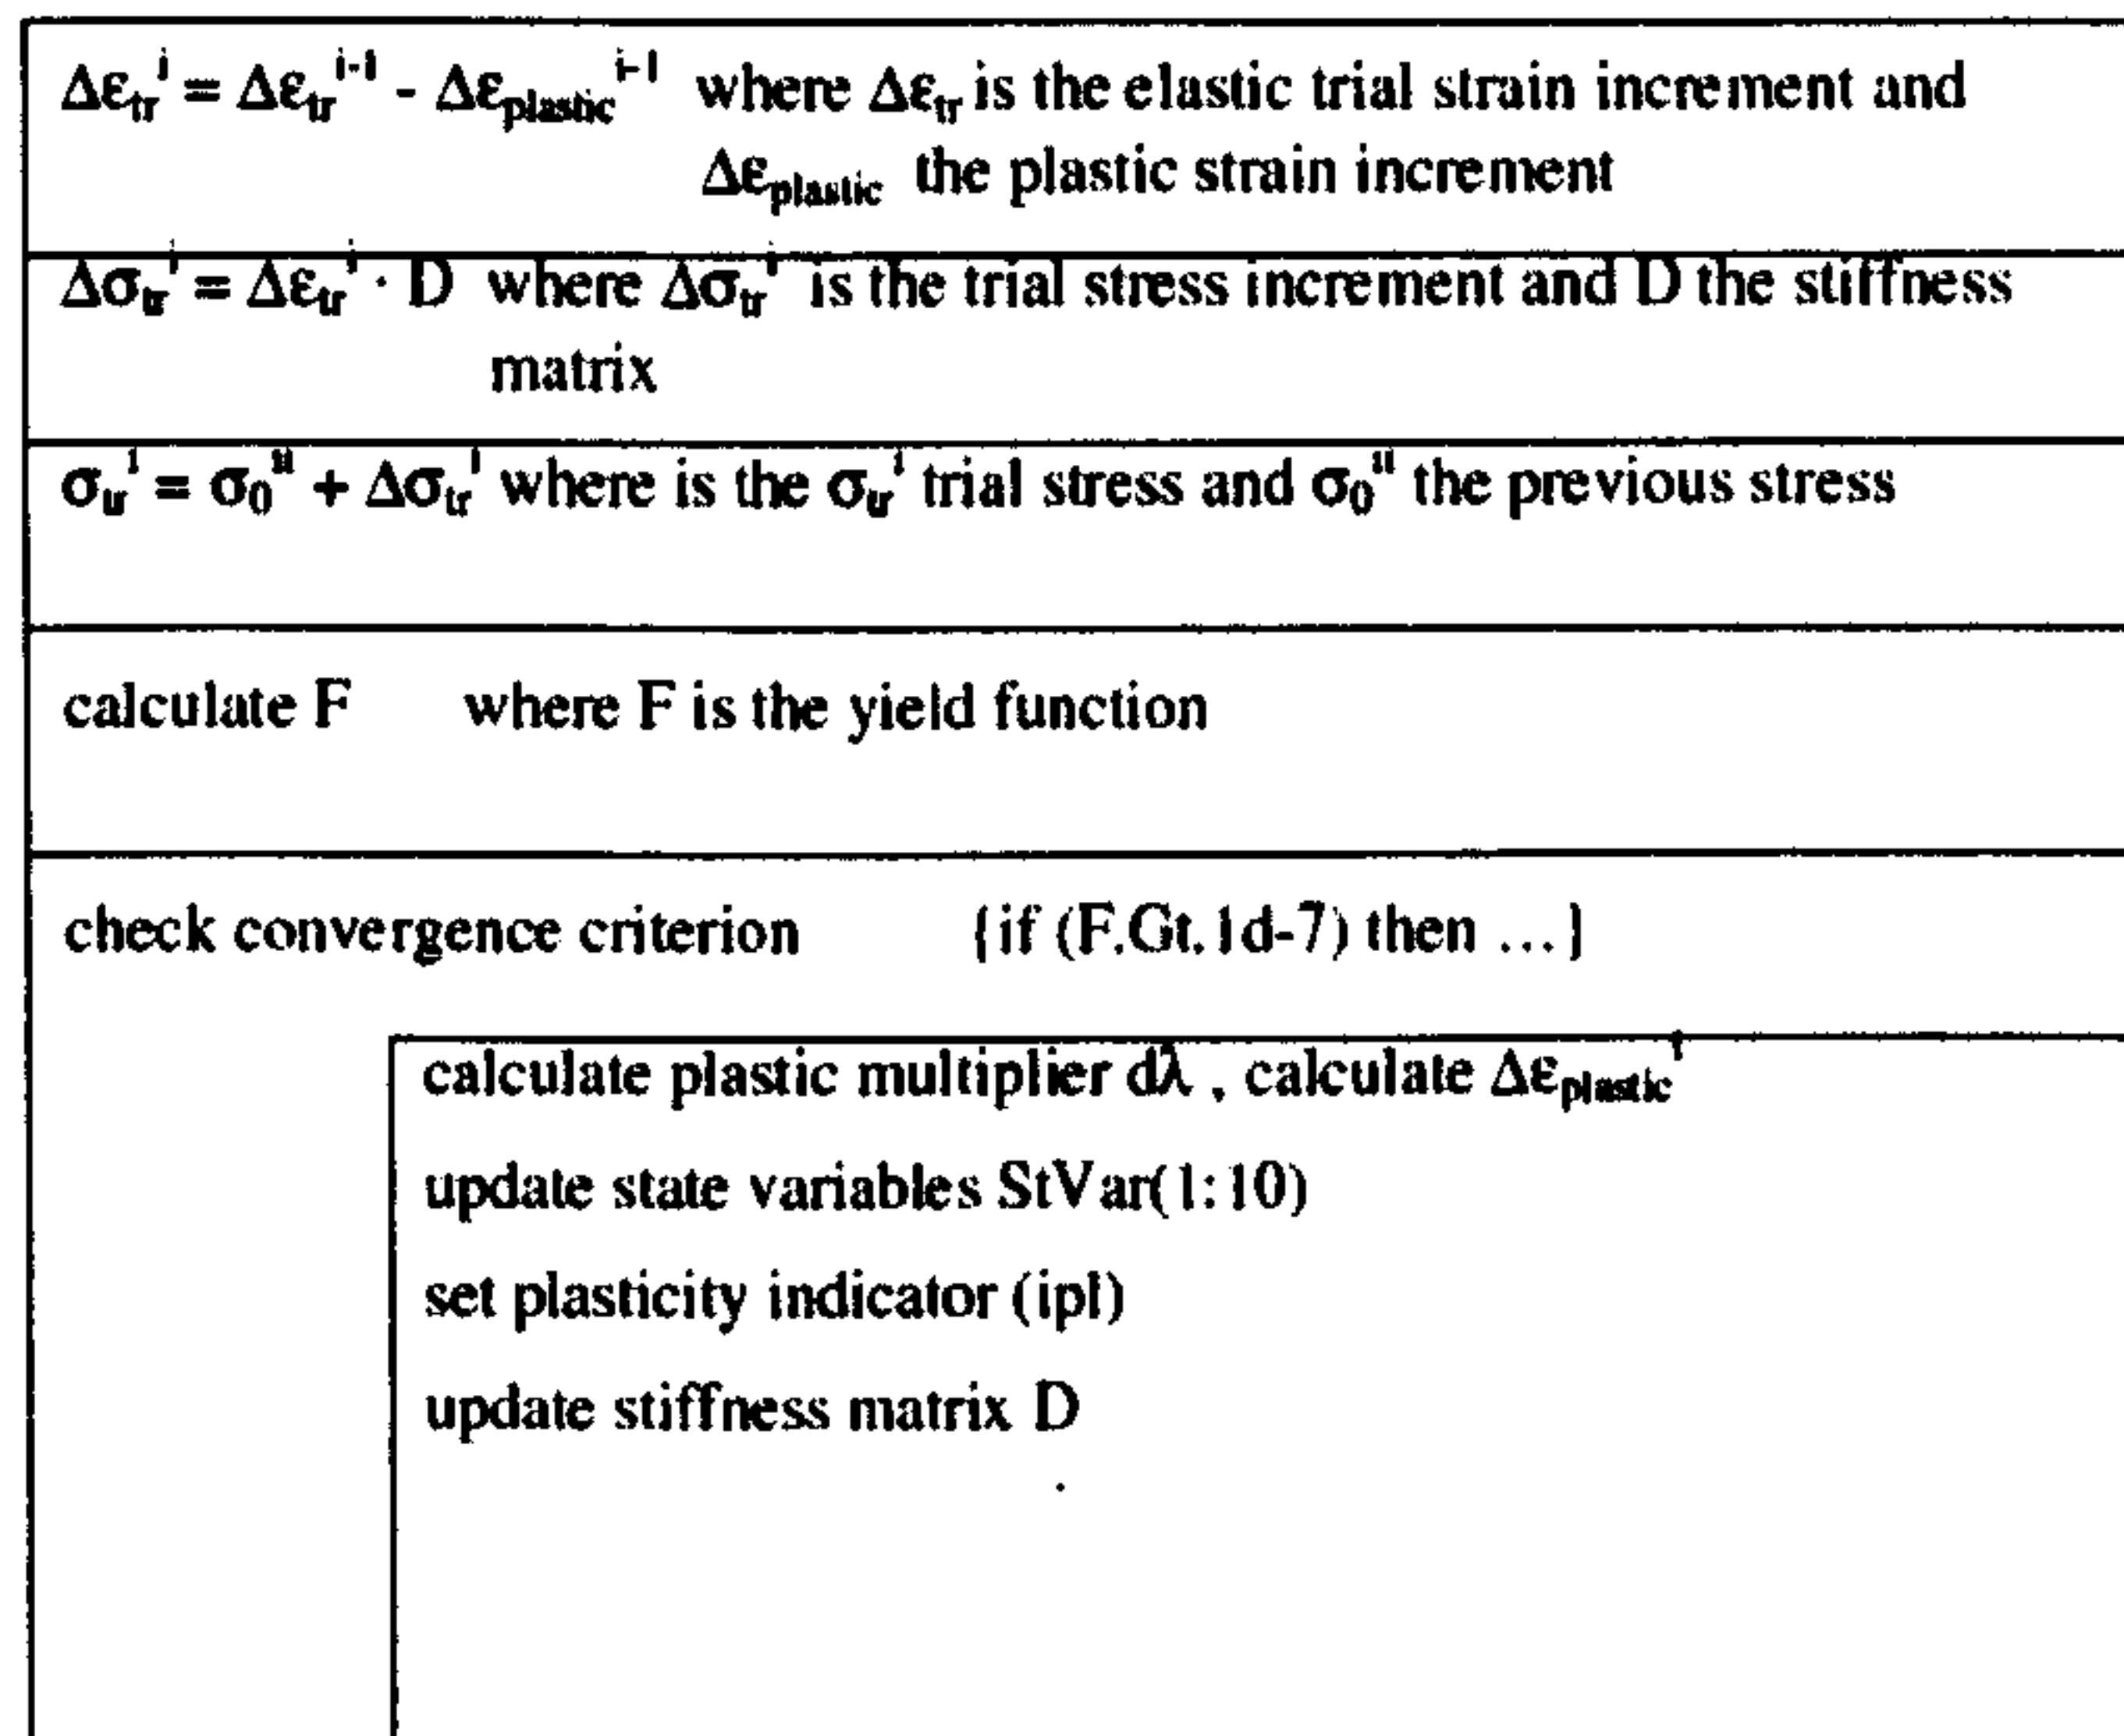 Δε_tr^i = Δε_tr^i-1 - Δε_plastic^i-1 where Δε_tr is the elastic trial strain increment and
Δε_plastic the plastic strain increment
Δσ_tr^i = Δε_tr^i · D where Δσ_tr^i is the trial stress increment and D the stiffness
matrix
σ_tr^i = σ_0^n + Δσ_tr^i where is the σ_tr^i trial stress and σ_0^n the previous stress
calculate F where F is the yield function
check convergence criterion {if (F.Gt.1d-7) then ...}
calculate plastic multiplier dλ , calculate Δε_plastic^i
update state variables StVar(1:10)
set plasticity indicator (ipl)
update stiffness matrix D